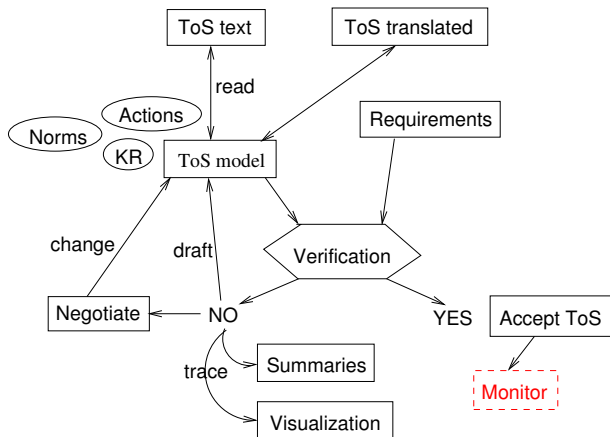 ToS text
ToS translated
read
Actions
Requirements
Norms
KR
ToS model
change
draft
Verification
Negotiate
NO
YES
Accept ToS
trace
Summaries
Monitor
Visualization